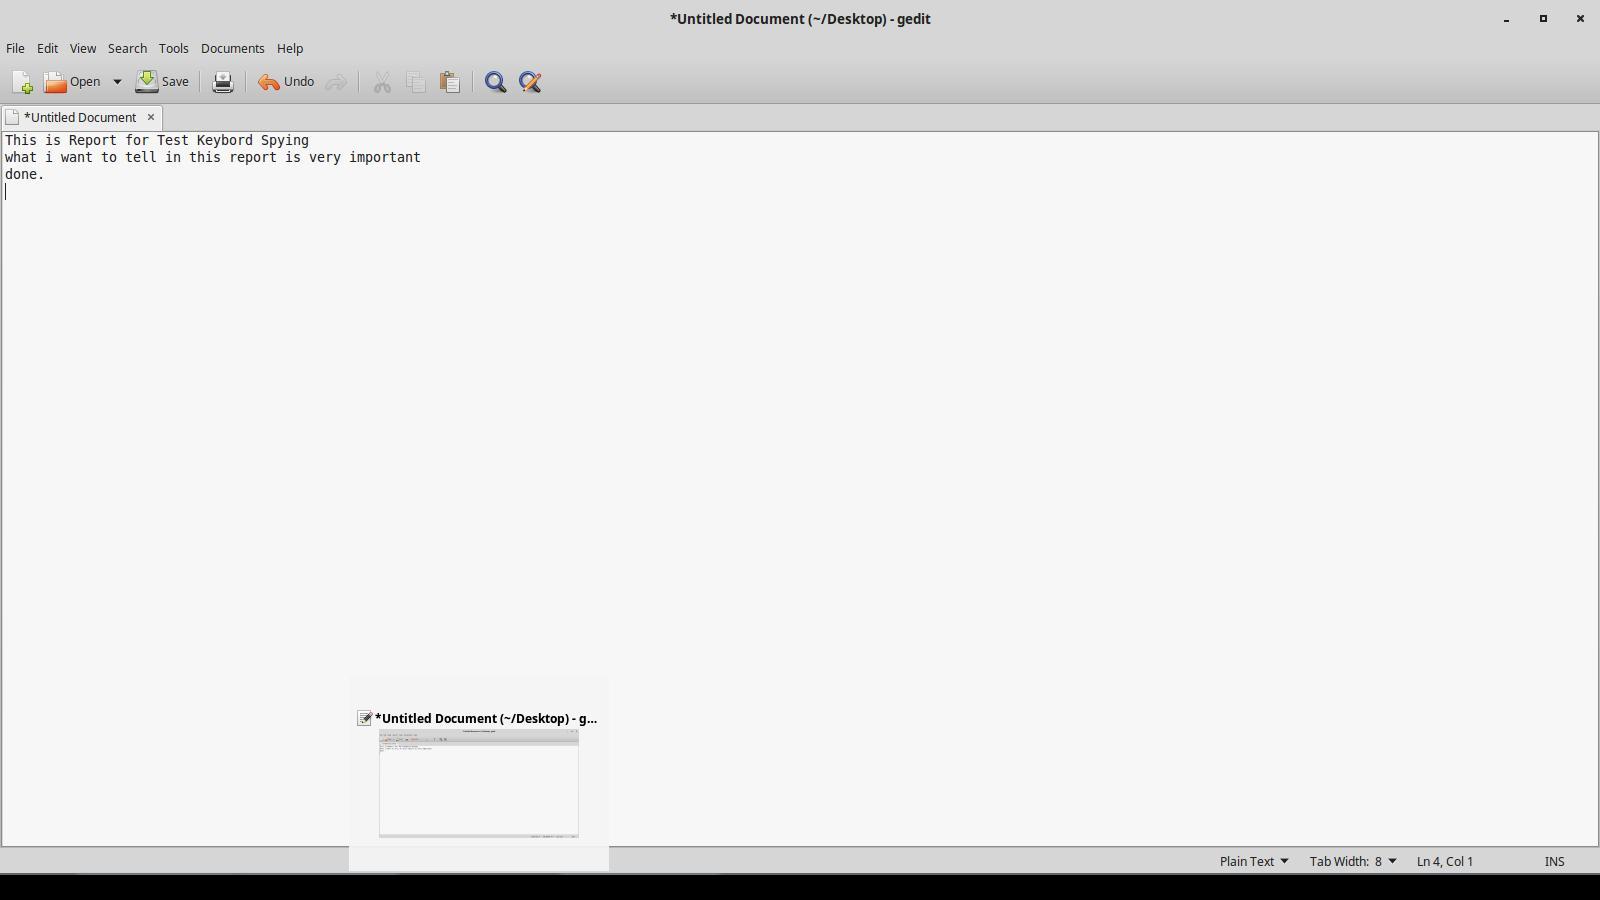 *Untitled Document (~/Desktop) - gedit
File Edit View Search Tools Documents Help
Open Save Undo
*Untitled Document
This is Report for Test Keybord Spying
what i want to tell in this report is very important
done.
*Untitled Document (~/Desktop) - g...
Plain Text Tab Width: 8 Ln 4, Col 1 INS